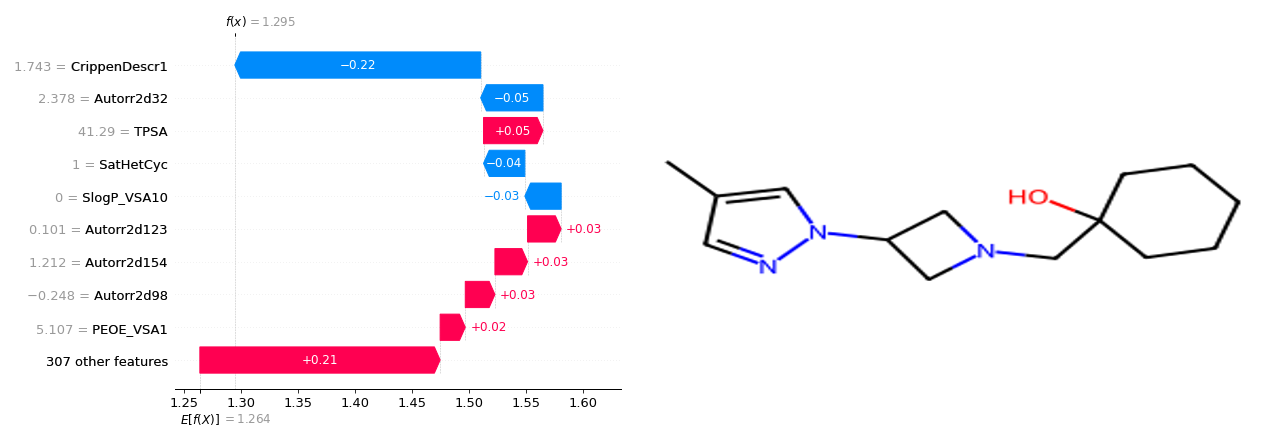 f(x) = 1.295
1.743 = CrippenDescr1
−0.22
2.378 = Autorr2d32
−0.05
41.29 = TPSA
+0.05
1 = SatHetCyc
−0.04
0 = SlogP_VSA10
−0.03
0.101 = Autorr2d123
+0.03
1.212 = Autorr2d154
+0.03
−0.248 = Autorr2d98
+0.03
5.107 = PEOE_VSA1
+0.02
307 other features
+0.21
1.25 1.30 1.35 1.40 1.45 1.50 1.55 1.60
E[f(X)] = 1.264
HO
N
N
N